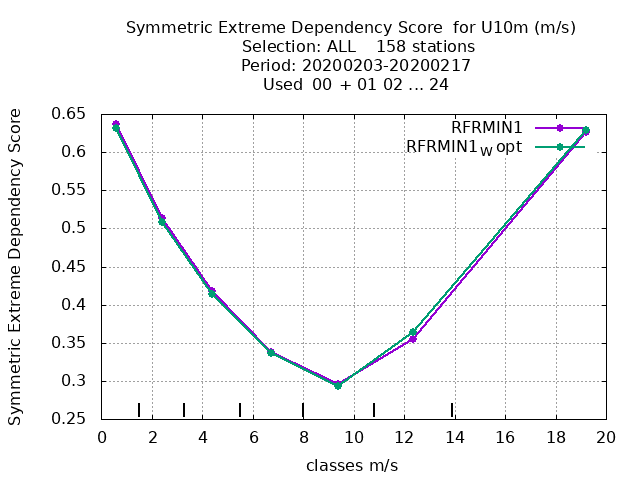 Symmetric Extreme Dependency Score for U10m (m/s)
Selection: ALL 158 stations
Period: 20200203-20200217
Used 00 + 01 02 ... 24
Symmetric Extreme Dependency Score
0.65
0.6
0.55
0.5
0.45
0.4
0.35
0.3
0.25
RFRMIN1
RFRMIN1W opt
0 2 4 6 8 10 12 14 16 18 20
classes m/s